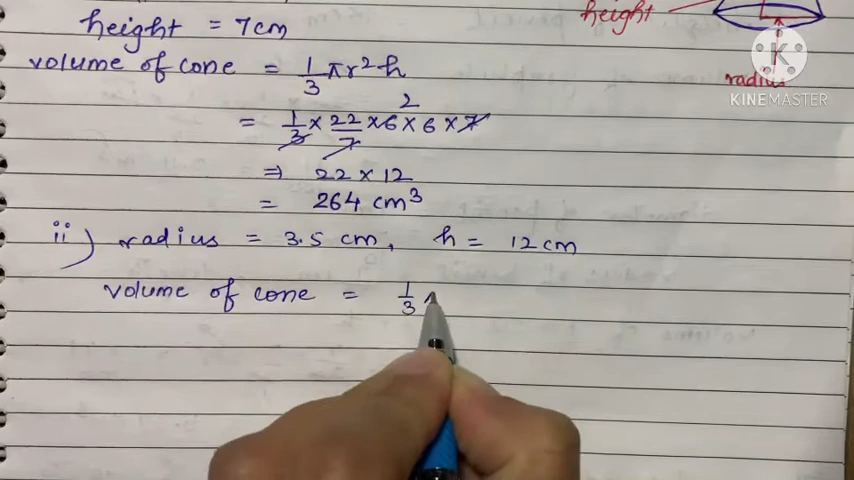 height
height = 7cm
radius
KINEMASTER
volume of cone = 1/3 πr²h
2
= 1/3 × 22/7 × 6 × 6 × 7
⇒ 22 × 12
= 264 cm³
ii) radius = 3.5 cm, h = 12 cm
volume of cone = 1/3